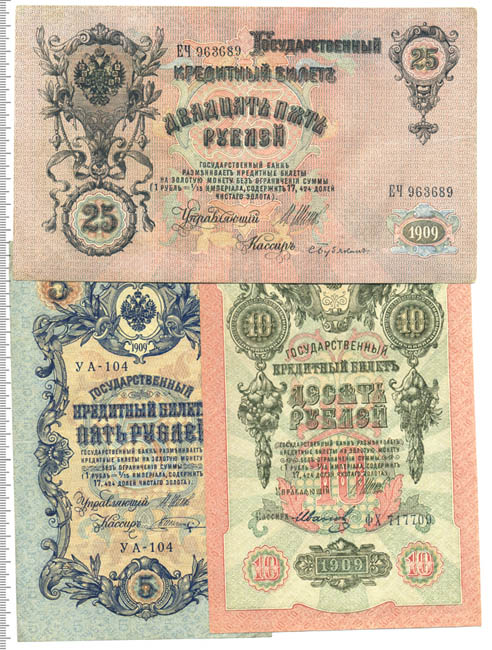 ЕЧ 963689 Государственный
КРЕДИТНЫЙ БИЛЕТЪ
25
ДВАДЦАТЬ ПЯТЬ
РУБЛЕЙ
ГОСУДАРСТВЕННЫЙ БАНКЪ
РАЗМѢНИВАЕТЪ КРЕДИТНЫЕ БИЛЕТЫ
НА ЗОЛОТУЮ МОНЕТУ БЕЗЪ ОГРАНИЧЕНІЯ СУММЫ
(1 РУБЛЬ = 1/15 ИМПЕРІАЛА, СОДЕРЖИТЪ 17,424 ДОЛЕЙ
ЧИСТАГО ЗОЛОТА).
ЕЧ 963689
25
Управляющій
Кассиръ
1909
5
1909
УА-104
ГОСУДАРСТВЕННЫЙ
КРЕДИТНЫЙ БИЛЕТЪ
ПЯТЬ РУБЛЕЙ
ГОСУДАРСТВЕННЫЙ БАНКЪ РАЗМѢНИ-
ВАЕТЪ КРЕДИТНЫЕ БИЛЕТЫ НА ЗОЛОТУЮ МОНЕТУ
БЕЗЪ ОГРАНИЧЕНІЯ СУММЫ
(1 РУБЛЬ = 1/15 ИМПЕРІАЛА, СОДЕРЖИТЪ
17,424 ДОЛЕЙ ЧИСТАГО ЗОЛОТА).
Управляющій
Кассиръ
УА-104
5
10
10
ГОСУДАРСТВЕННЫЙ
КРЕДИТНЫЙ БИЛЕТЪ
ДЕСЯТЬ
РУБЛЕЙ
ГОСУДАРСТВЕННЫЙ БАНКЪ РАЗМѢНИВАЕТЪ
КРЕДИТНЫЕ БИЛЕТЫ НА ЗОЛОТУЮ МОНЕТУ
БЕЗЪ ОГРАНИЧЕНІЯ СУММЫ
(1 РУБЛЬ = 1/15 ИМПЕРІАЛА, СОДЕРЖИТЪ
17,424 ДОЛЕЙ ЧИСТАГО ЗОЛОТА).
10
УПРАВЛЯЮЩІЙ
Кассиръ
ФХ 717709
10
1909
10